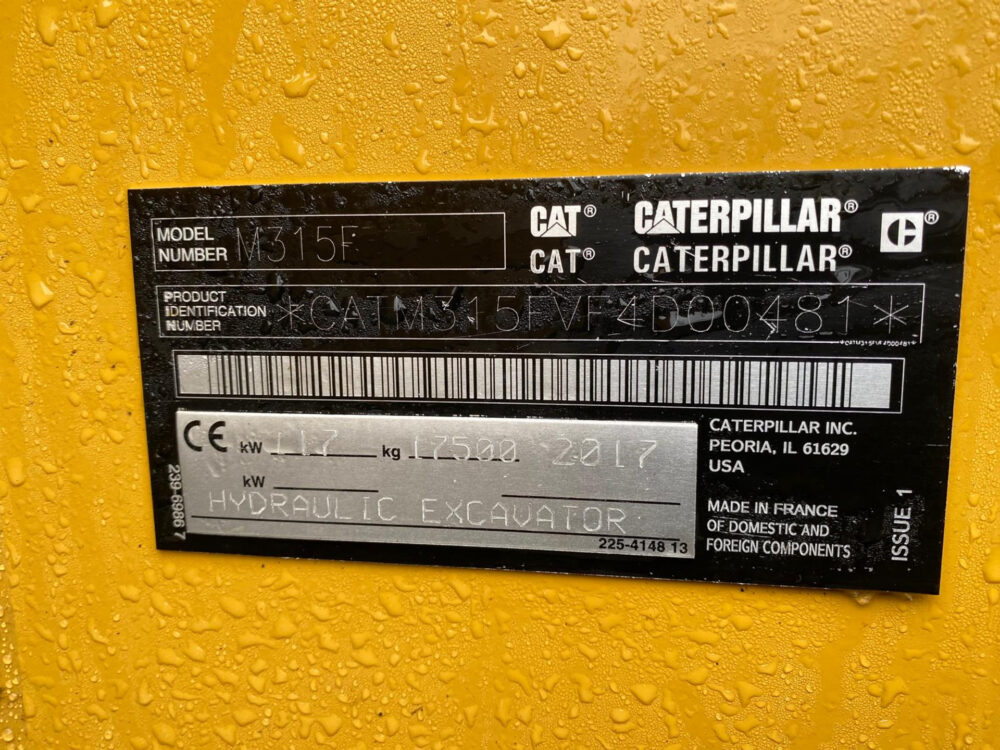 MODEL NUMBER M315F
CAT® CATERPILLAR® C®
CAT® CATERPILLAR®
PRODUCT IDENTIFICATION NUMBER *CATM315FVF4D00481*
CE kW 117 kg 17500 2017
kW
HYDRAULIC EXCAVATOR
225-4148 13
239-6986 7
CATERPILLAR INC.
PEORIA, IL 61629
USA
MADE IN FRANCE
OF DOMESTIC AND
FOREIGN COMPONENTS
ISSUE 1